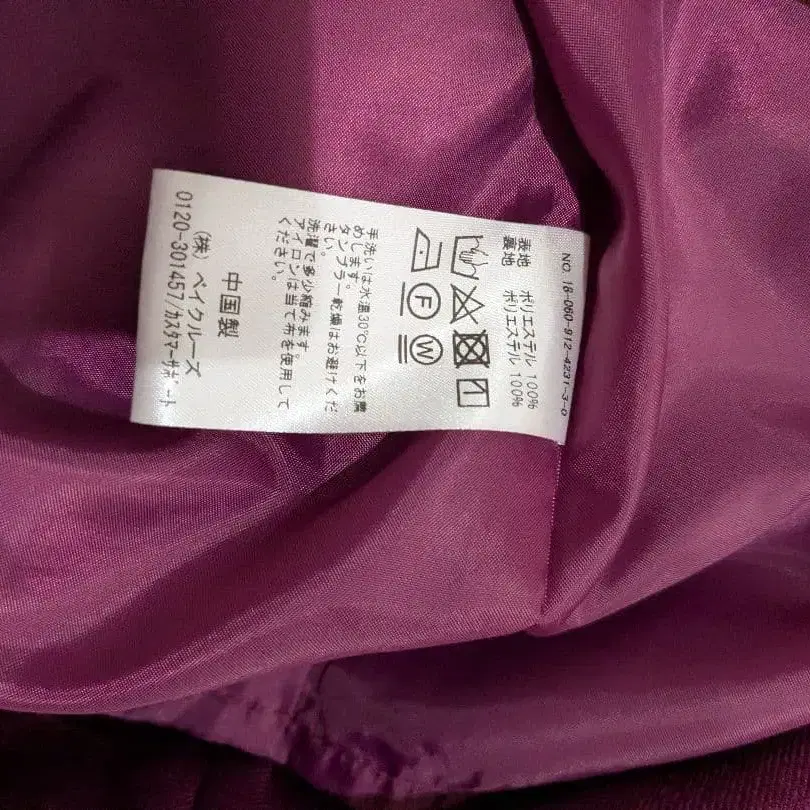 NO. 18-060-912-4231-3-0
表地 ポリエステル 100%
裏地 ポリエステル 100%
F W
手洗いは水温30℃以下をお薦
めします。
タンブラー乾燥はお避けくだ
さい。
洗濯で多少縮みます。
アイロンは当て布を使用して
ください。
中国製
(株) ベイクルーズ
0120-301457/カスタマーサポート